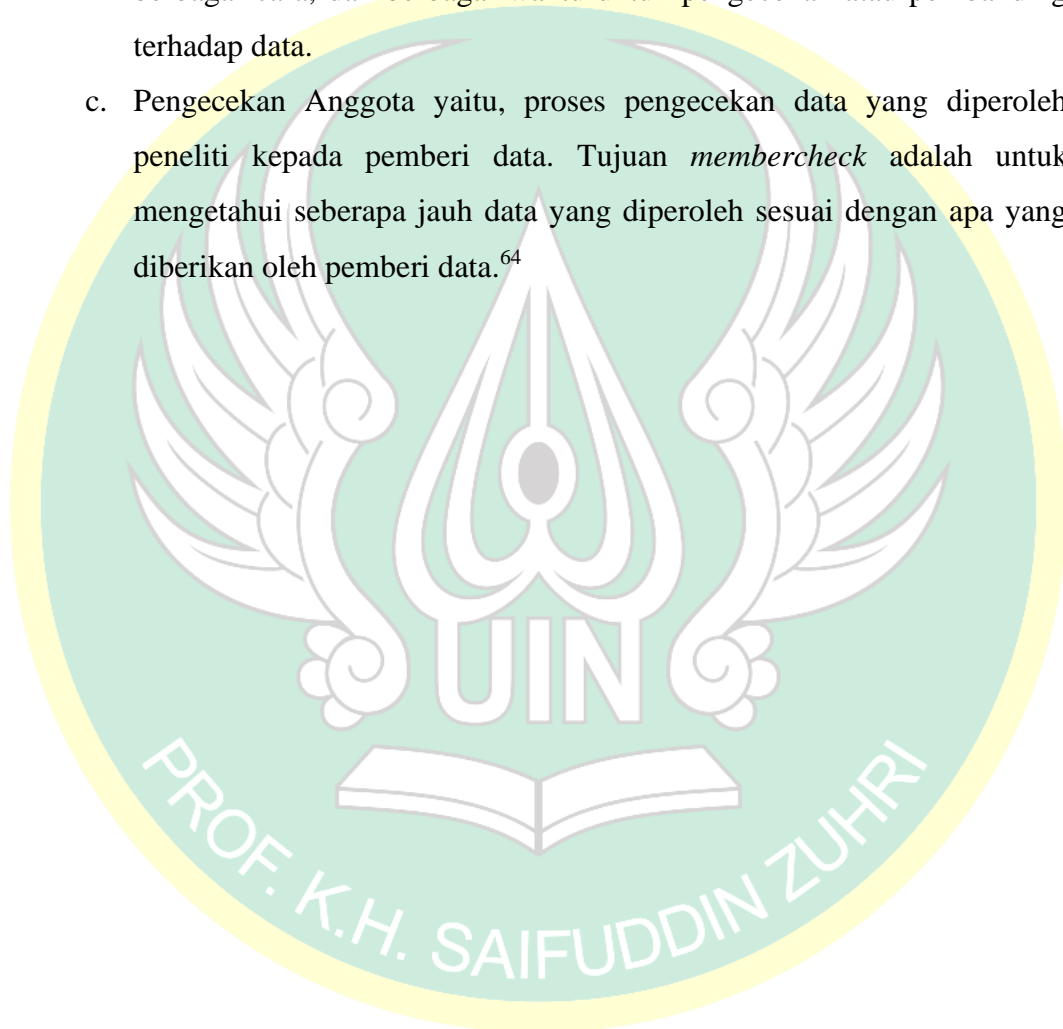 terhadap data.
c. Pengecekan Anggota yaitu, proses pengecekan data yang diperoleh
peneliti kepada pemberi data. Tujuan membercheck adalah untuk
mengetahui seberapa jauh data yang diperoleh sesuai dengan apa yang
diberikan oleh pemberi data.64
UIN
PROF. K.H. SAIFUDDIN ZUHRI